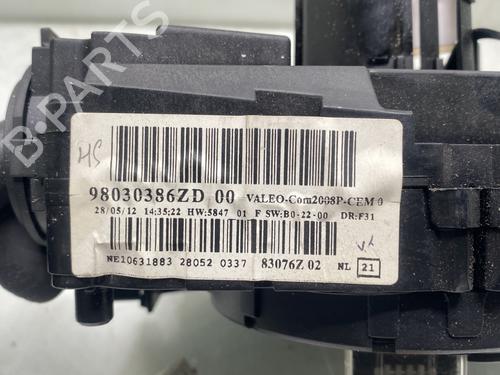 B-PARTS
HS
98030386ZD 00 VALEO-Com2008P-CEM 0
28/05/12 14:35:22 HW:5847 01 F SW:B0-22-00 DR:F31
NE10631883 28052 0337 83076Z 02 NL 21